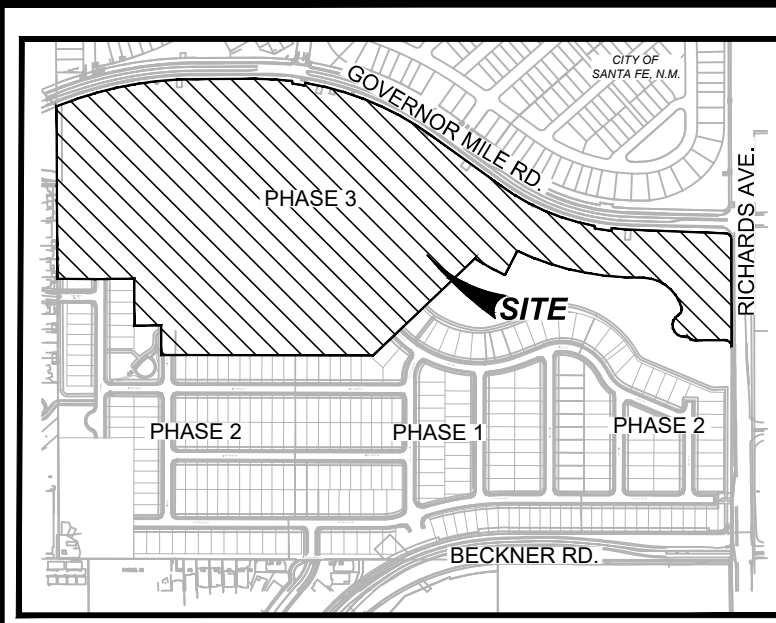 CITY OF
SANTA FE, N.M.
GOVERNOR MILE RD.
PHASE 3
RICHARDS AVE.
SITE
PHASE 2
PHASE 1
PHASE 2
BECKNER RD.